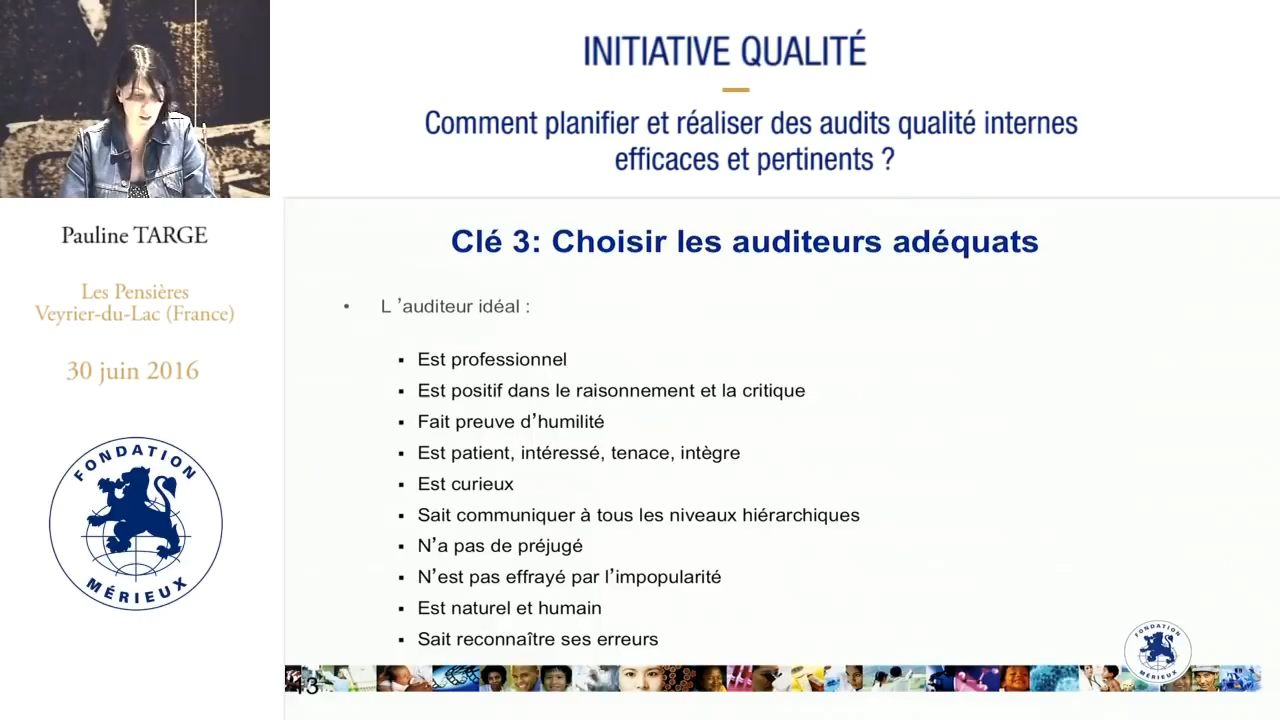 INITIATIVE QUALITÉ
Comment planifier et réaliser des audits qualité internes
efficaces et pertinents ?
Pauline TARGE
Les Pensières
Veyrier-du-Lac (France)
30 juin 2016
FONDATION
MÉRIEUX
Clé 3: Choisir les auditeurs adéquats
• L ’auditeur idéal :
▪ Est professionnel
▪ Est positif dans le raisonnement et la critique
▪ Fait preuve d’humilité
▪ Est patient, intéressé, tenace, intègre
▪ Est curieux
▪ Sait communiquer à tous les niveaux hiérarchiques
▪ N’a pas de préjugé
▪ N’est pas effrayé par l’impopularité
▪ Est naturel et humain
▪ Sait reconnaître ses erreurs
FONDATION
MÉRIEUX
13